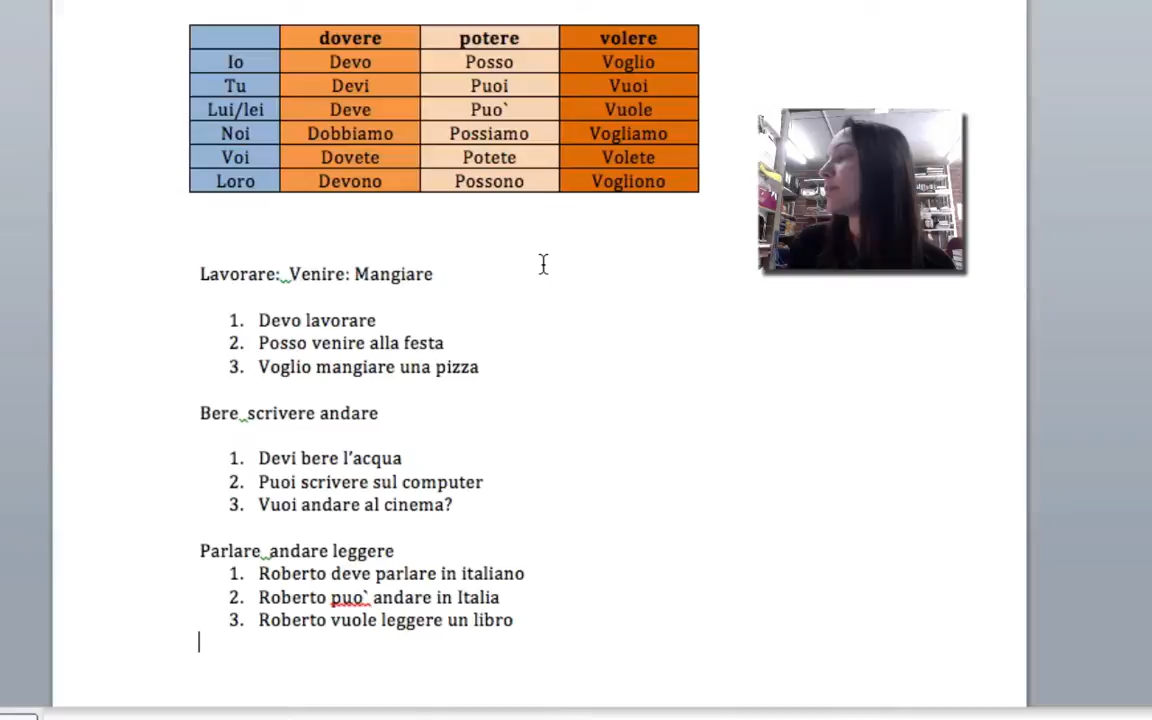 dovere potere volere
Io Devo Posso Voglio
Tu Devi Puoi Vuoi
Lui/lei Deve Puo` Vuole
Noi Dobbiamo Possiamo Vogliamo
Voi Dovete Potete Volete
Loro Devono Possono Vogliono
Lavorare: Venire: Mangiare
1. Devo lavorare
2. Posso venire alla festa
3. Voglio mangiare una pizza
Bere scrivere andare
1. Devi bere l’acqua
2. Puoi scrivere sul computer
3. Vuoi andare al cinema?
Parlare andare leggere
1. Roberto deve parlare in italiano
2. Roberto puo` andare in Italia
3. Roberto vuole leggere un libro